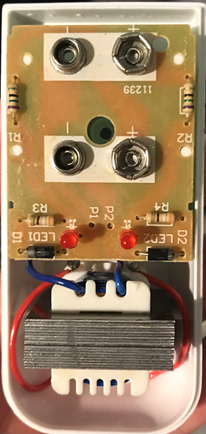 - +
11239
R1 R2
- +
R3 P1 P2 R4
D1 LED1 LED2 D2